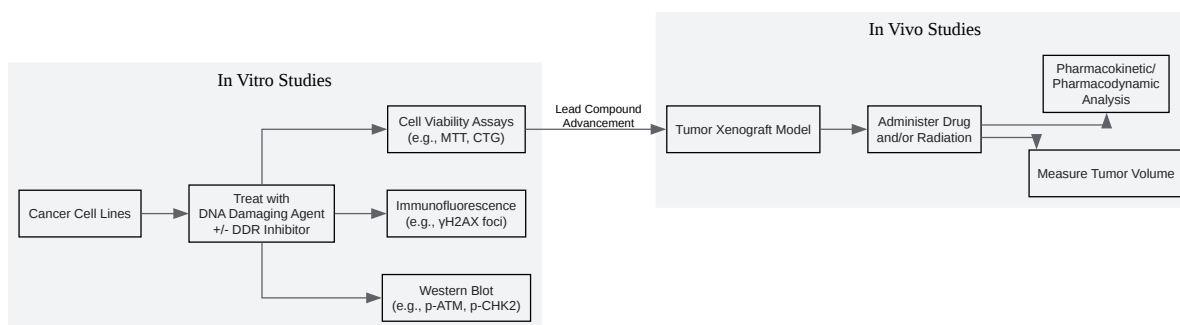 In Vitro Studies
Cancer Cell Lines
Treat with
DNA Damaging Agent
+/- DDR Inhibitor
Cell Viability Assays
(e.g., MTT, CTG)
Immunofluorescence
(e.g., γH2AX foci)
Western Blot
(e.g., p-ATM, p-CHK2)
Lead Compound
Advancement
In Vivo Studies
Tumor Xenograft Model
Administer Drug
and/or Radiation
Pharmacokinetic/
Pharmacodynamic
Analysis
Measure Tumor Volume